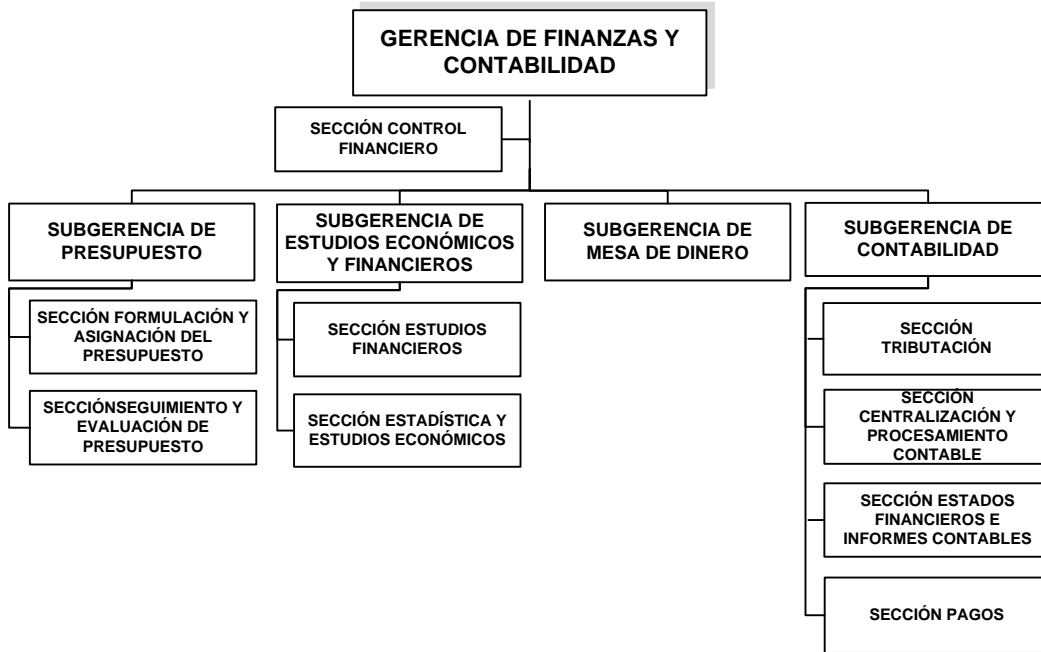 GERENCIA DE FINANZAS Y
CONTABILIDAD
SECCIÓN CONTROL
FINANCIERO
SUBGERENCIA DE
PRESUPUESTO
SUBGERENCIA DE
ESTUDIOS ECONÓMICOS
Y FINANCIEROS
SUBGERENCIA DE
MESA DE DINERO
SUBGERENCIA DE
CONTABILIDAD
SECCIÓN FORMULACIÓN Y
ASIGNACIÓN DEL
PRESUPUESTO
SECCIÓNSEGUIMIENTO Y
EVALUACIÓN DE
PRESUPUESTO
SECCIÓN ESTUDIOS
FINANCIEROS
SECCIÓN ESTADÍSTICA Y
ESTUDIOS ECONÓMICOS
SECCIÓN
TRIBUTACIÓN
SECCIÓN
CENTRALIZACIÓN Y
PROCESAMIENTO
CONTABLE
SECCIÓN ESTADOS
FINANCIEROS E
INFORMES CONTABLES
SECCIÓN PAGOS